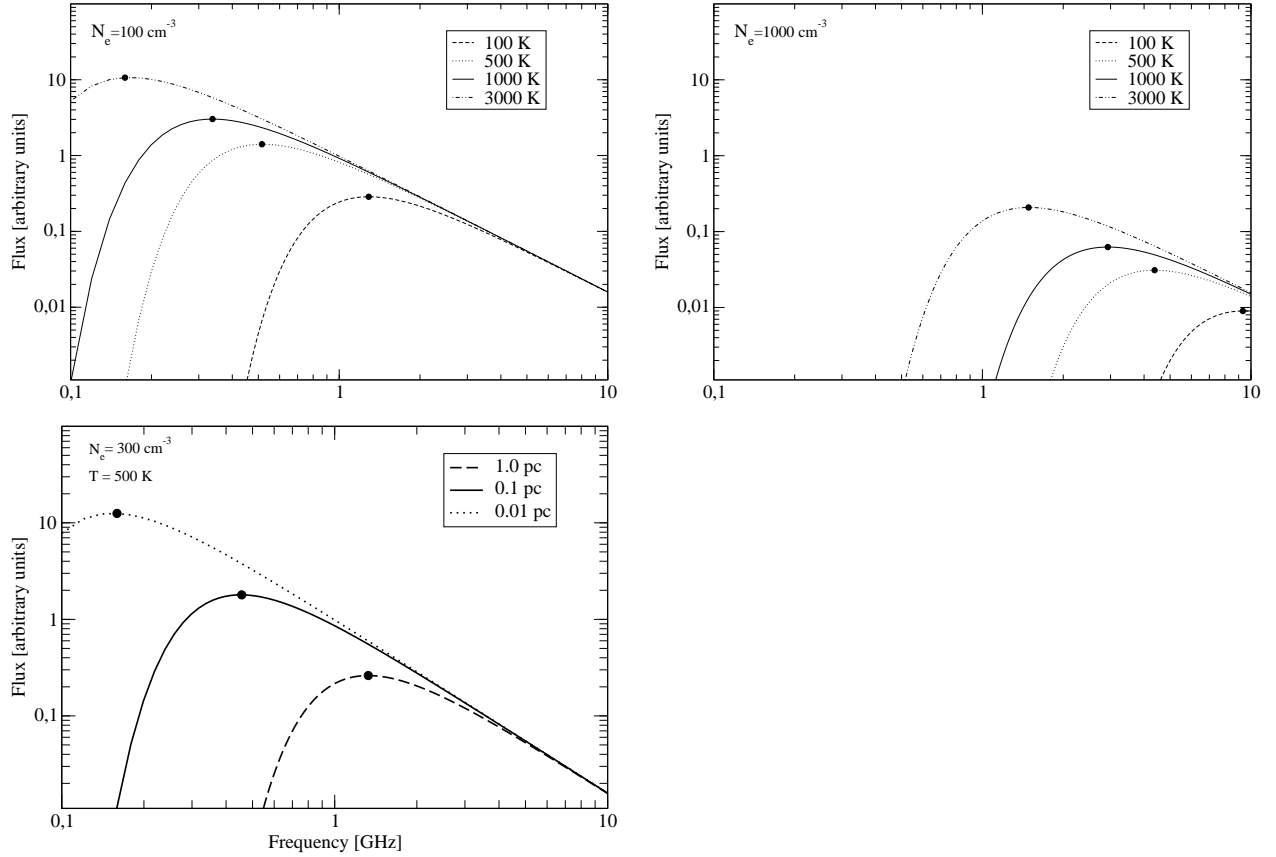 N_e=100 cm^-3
100 K
500 K
1000 K
3000 K
Flux [arbitrary units]
10
1
0,1
0,01
0,1
1
10
N_e=1000 cm^-3
100 K
500 K
1000 K
3000 K
Flux [arbitrary units]
10
1
0,1
0,01
0,1
1
10
N_e= 300 cm^-3
T = 500 K
1.0 pc
0.1 pc
0.01 pc
Flux [arbitrary units]
10
1
0,1
0,1
1
10
Frequency [GHz]